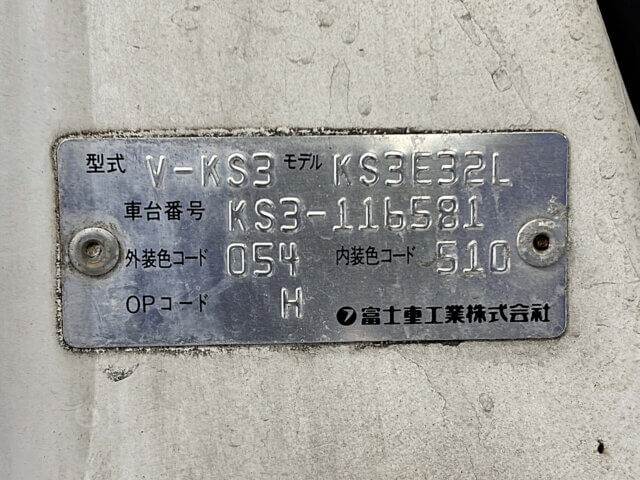 型式 V-KS3 モデル KS3E32L
車台番号 KS3-116581
外装色コード 054 内装色コード 510
OPコード H 富士重工業株式会社